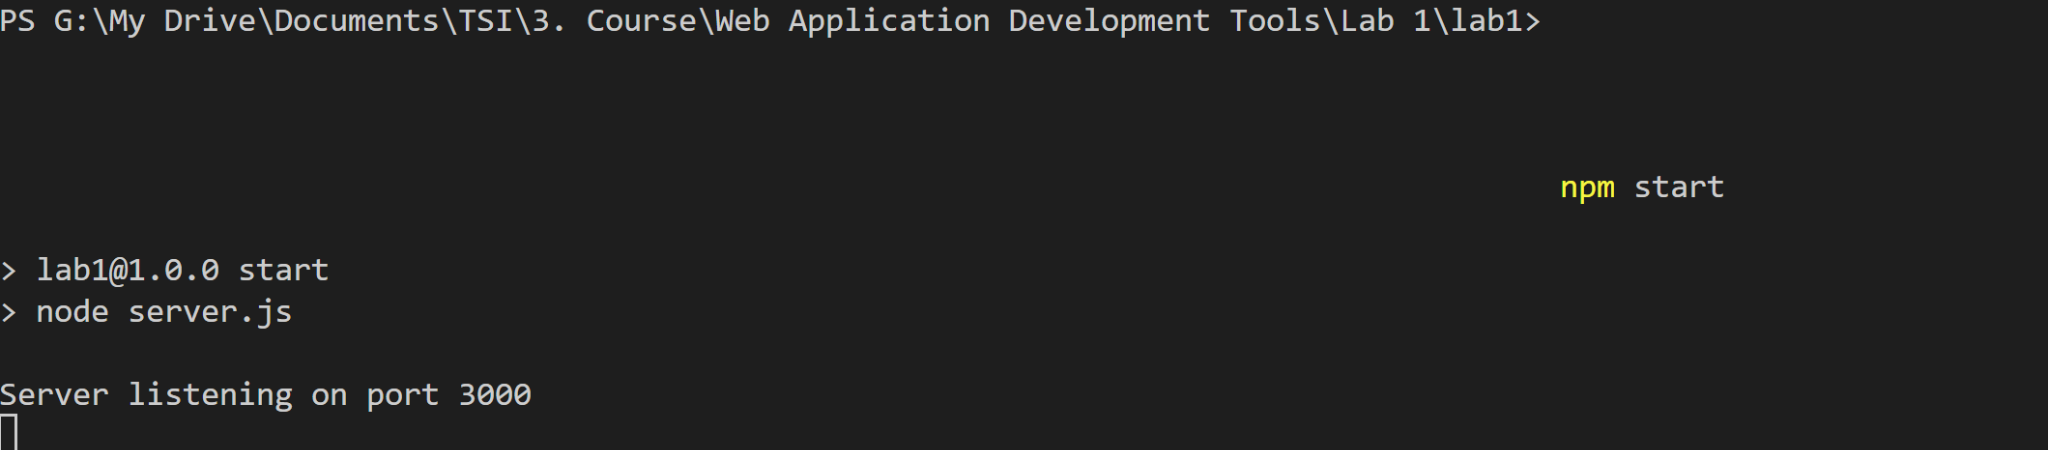 PS G:\My Drive\Documents\TSI\3. Course\Web Application Development Tools\Lab 1\lab1>
npm start
> lab1@1.0.0 start
> node server.js
Server listening on port 3000